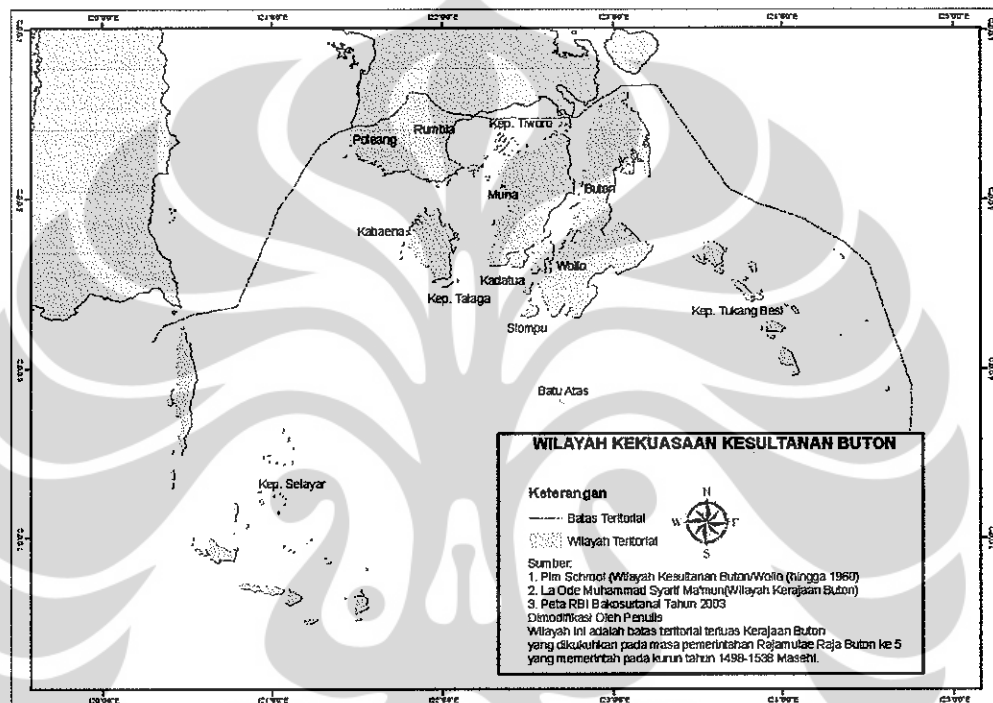 Kep. Tiworo
Rumbia
Poleang
Muna
Buton
Kabaena
Kadatua
Wolio
Kep. Talaga
Siompu
Kep. Tukang Besi
Batu Atas
Kep. Selayar
WILAYAH KEKUASAAN KESULTANAN BUTON
Keterangan
Batas Teritorial
Wilayah Teritorial
N
W E
S
Sumber:
1. Pim Schrool (Wilayah Kesultanan Buton/Wolio (hingga 1960)
2. La Ode Muhammad Syarif Ma'mun(Wilayah Kerajaan Buton)
3. Peta RBI Bakosurtanal Tahun 2003
Dimodifikasi Oleh Penulis
Wilayah ini adalah batas teritorial tertuas Kerajaan Buton
yang dikukuhkan pada masa pemerintahan Rajamulae Raja Buton ke 5
yang memerintah pada kurun tahun 1498-1538 Masehi.